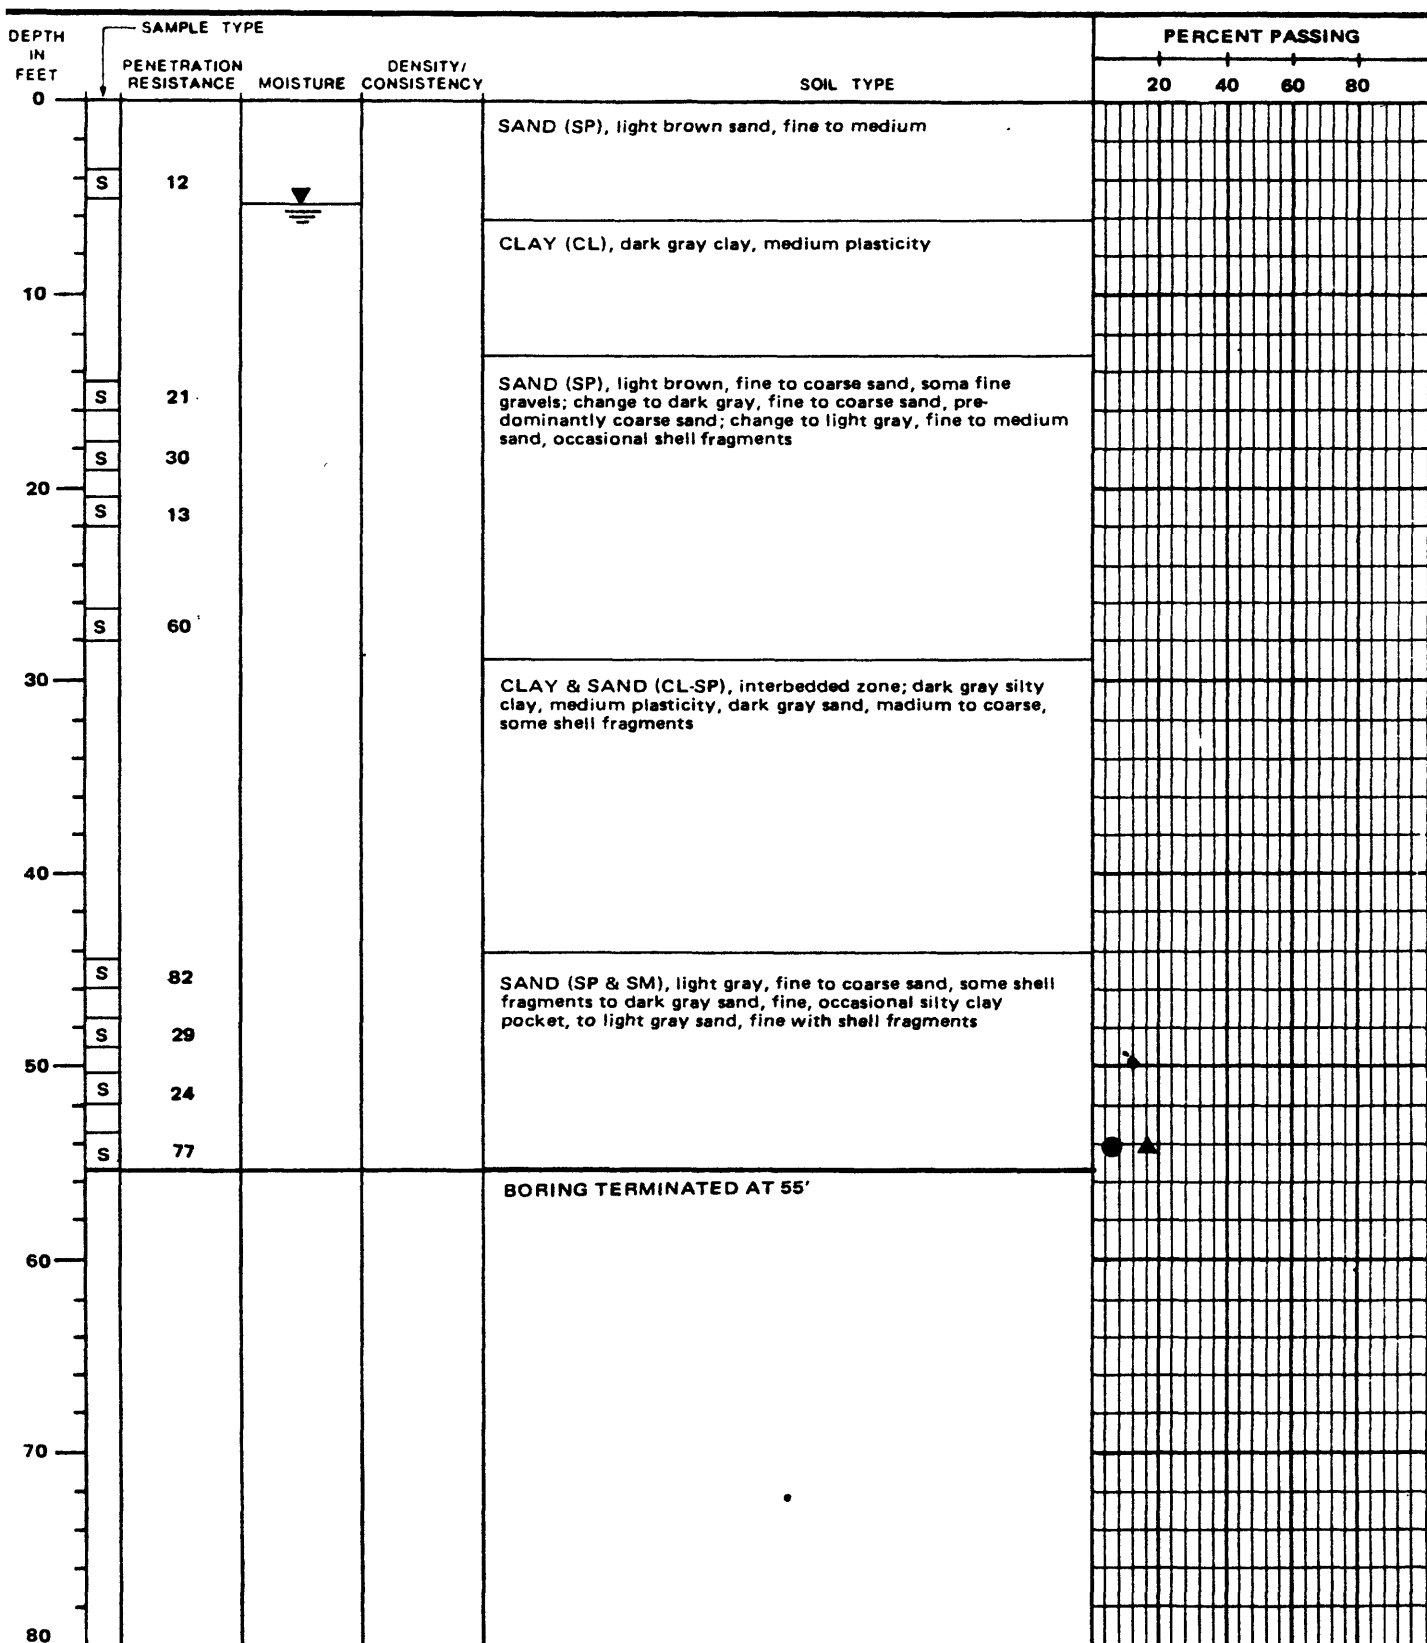 DEPTH
IN
FEET
SAMPLE TYPE
PENETRATION
RESISTANCE
MOISTURE
DENSITY/
CONSISTENCY
SOIL TYPE
PERCENT PASSING
20 40 60 80
0
SAND (SP), light brown sand, fine to medium
S 12
CLAY (CL), dark gray clay, medium plasticity
10
SAND (SP), light brown, fine to coarse sand, soma fine
gravels; change to dark gray, fine to coarse sand, pre-
dominantly coarse sand; change to light gray, fine to medium
sand, occasional shell fragments
S 21
S 30
20
S 13
S 60
30
CLAY & SAND (CL-SP), interbedded zone; dark gray silty
clay, medium plasticity, dark gray sand, madium to coarse,
some shell fragments
40
S 82
SAND (SP & SM), light gray, fine to coarse sand, some shell
fragments to dark gray sand, fine, occasional silty clay
pocket, to light gray sand, fine with shell fragments
S 29
50
S 24
S 77
BORING TERMINATED AT 55'
60
70
80